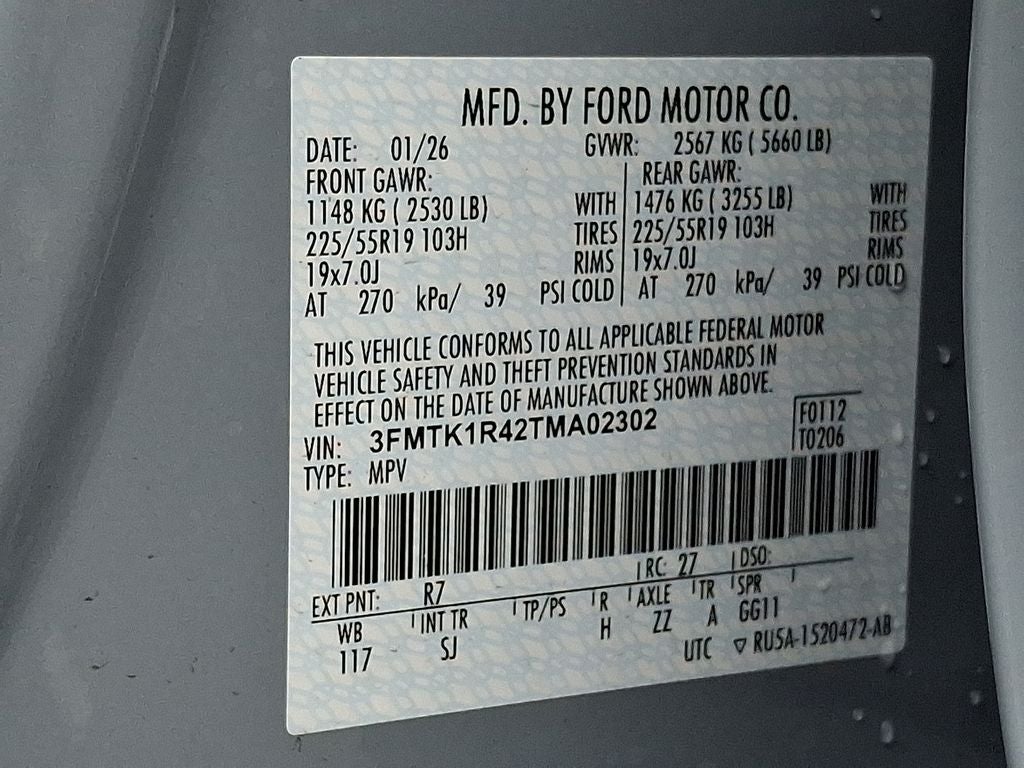 MFD. BY FORD MOTOR CO.
DATE: 01/26 GVWR: 2567 KG ( 5660 LB)
FRONT GAWR: REAR GAWR:
1148 KG ( 2530 LB) WITH 1476 KG ( 3255 LB) WITH
225/55R19 103H TIRES 225/55R19 103H TIRES
19x7.0J RIMS 19x7.0J RIMS
AT 270 kPa/ 39 PSI COLD AT 270 kPa/ 39 PSI COLD
THIS VEHICLE CONFORMS TO ALL APPLICABLE FEDERAL MOTOR
VEHICLE SAFETY AND THEFT PREVENTION STANDARDS IN
EFFECT ON THE DATE OF MANUFACTURE SHOWN ABOVE.
VIN: 3FMTK1R42TMA02302 F0112
TYPE: MPV T0206
EXT PNT: R7 RC: 27 DSO:
WB INT TR TP/PS R AXLE TR SPR
117 SJ H ZZ A GG11
UTC ▽ RU5A-1520472-AB